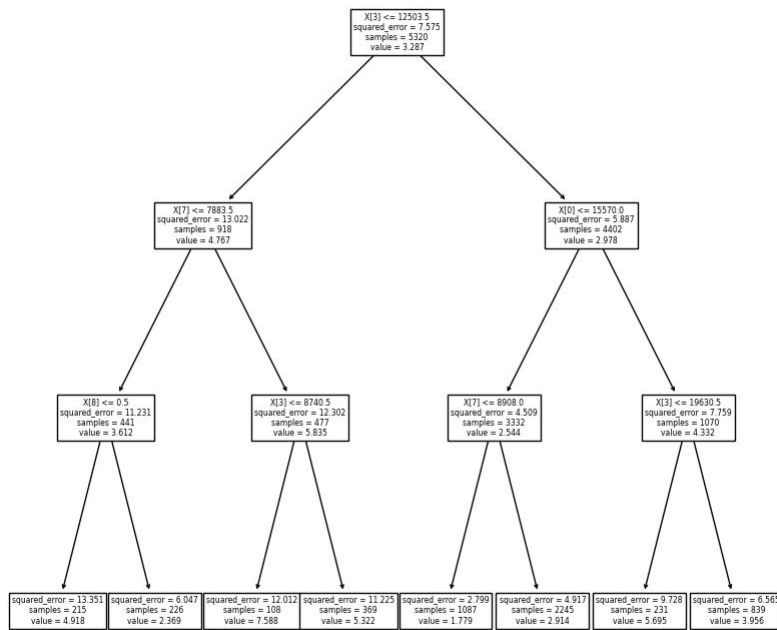 X[3] <= 12503.5
squared_error = 7.575
samples = 5320
value = 3.287
X[7] <= 7883.5
squared_error = 13.022
samples = 918
value = 4.767
X[0] <= 15570.0
squared_error = 5.887
samples = 4402
value = 2.978
X[8] <= 0.5
squared_error = 11.231
samples = 441
value = 3.612
X[3] <= 8740.5
squared_error = 12.302
samples = 477
value = 5.835
X[7] <= 8908.0
squared_error = 4.509
samples = 3332
value = 2.544
X[3] <= 19630.5
squared_error = 7.759
samples = 1070
value = 4.332
squared_error = 13.351
samples = 215
value = 4.918
squared_error = 6.047
samples = 226
value = 2.369
squared_error = 12.012
samples = 108
value = 7.588
squared_error = 11.225
samples = 369
value = 5.322
squared_error = 2.799
samples = 1087
value = 1.779
squared_error = 4.917
samples = 2245
value = 2.914
squared_error = 9.728
samples = 231
value = 5.695
squared_error = 6.565
samples = 839
value = 3.956